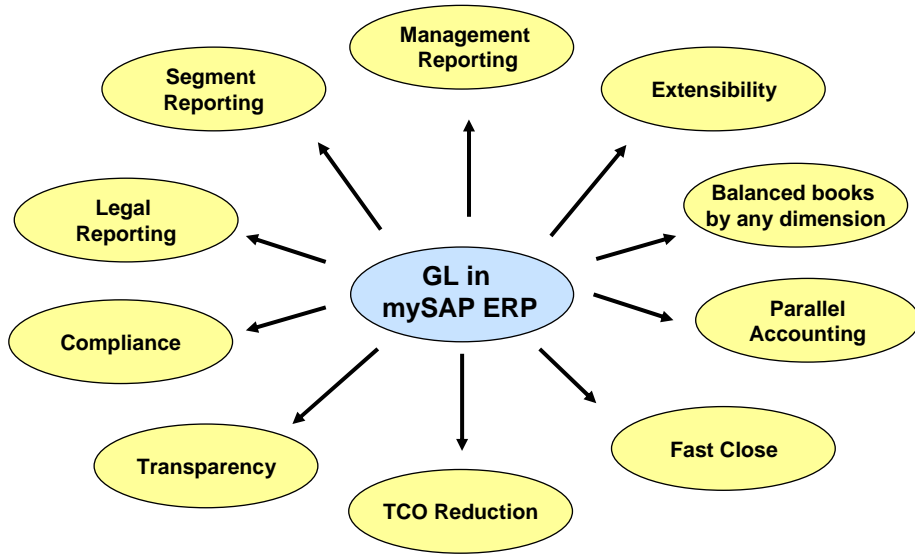 Management
Reporting
Segment
Reporting
Extensibility
Balanced books
by any dimension
Legal
Reporting
GL in
mySAP ERP
Parallel
Accounting
Compliance
Fast Close
Transparency
TCO Reduction